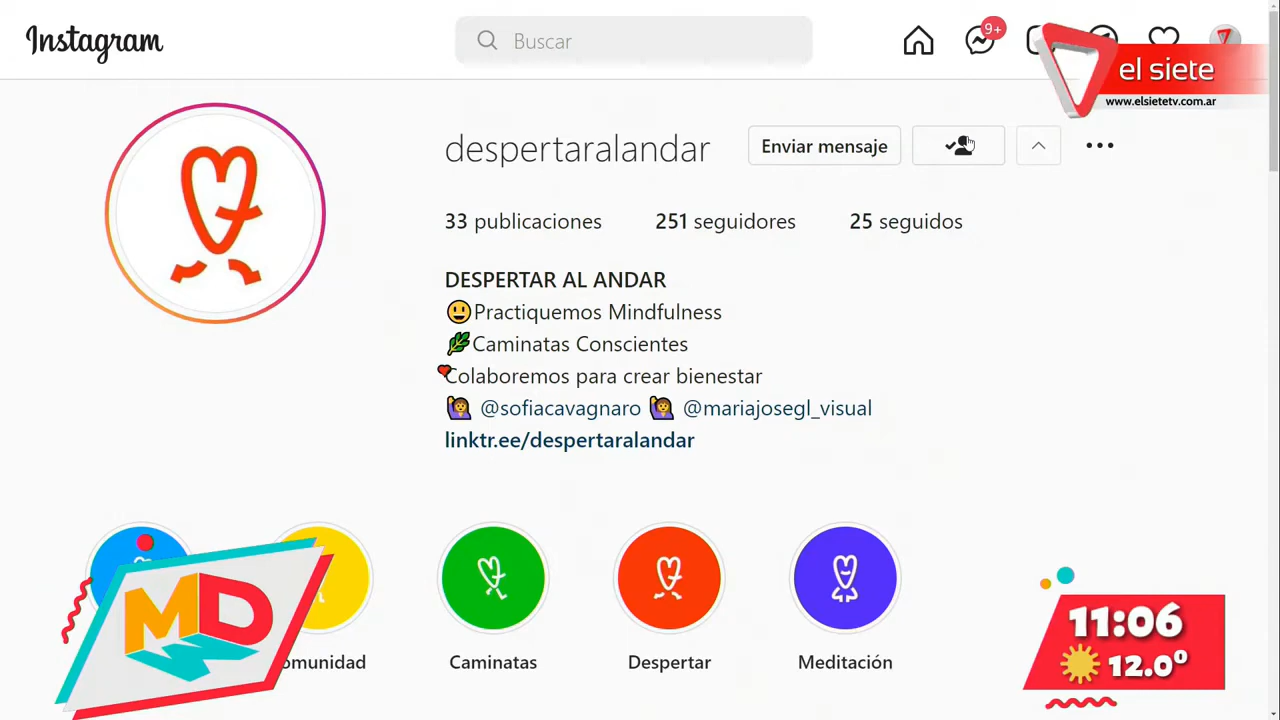 Instagram
Buscar
9+
el siete
www.elsietetv.com.ar
despertaralandar
Enviar mensaje
33 publicaciones
251 seguidores
25 seguidos
DESPERTAR AL ANDAR
😃Practiquemos Mindfulness
🌿Caminatas Conscientes
❤Colaboremos para crear bienestar
🙋🏽‍♀️ @sofiacavagnaro 🙋🏽‍♀️ @mariajosegl_visual
linktr.ee/despertaralandar
omunidad
Caminatas
Despertar
Meditación
MD
11:06
12.0º